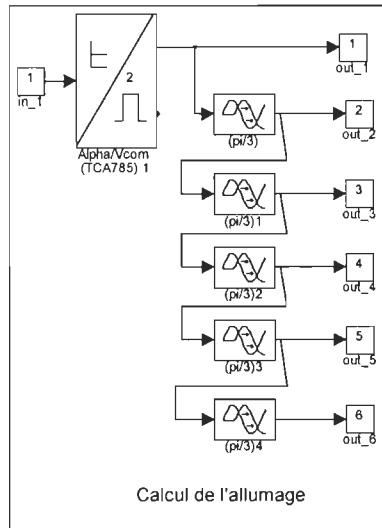 1
out_1
1
in_1
2
Alpha/Vcom
(TCA785) 1
2
out_2
(pi/3)
3
out_3
(pi/3)1
4
out_4
(pi/3)2
5
out_5
(pi/3)3
6
out_6
(pi/3)4
Calcul de l'allumage